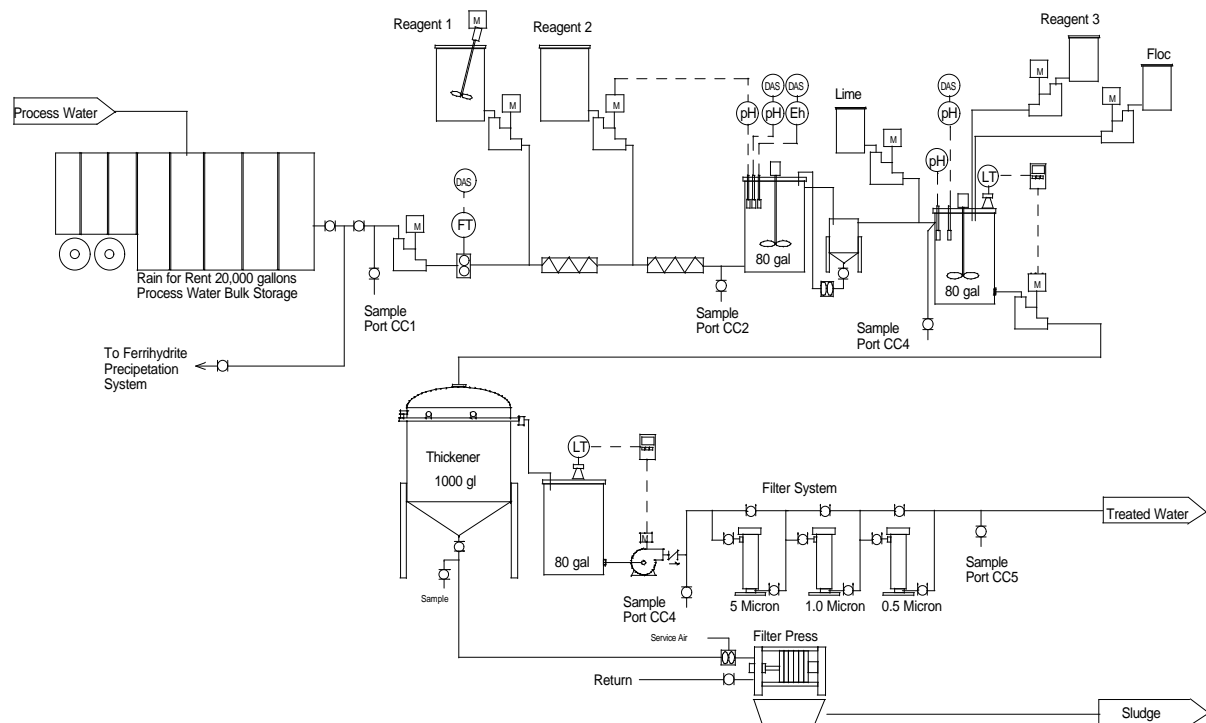 Reagent 1
M
Reagent 2
M
M
Reagent 3
M
Floc
M
Process Water
DAS
DAS
DAS
pH
pH
Eh
Lime
M
DAS
pH
pH
LT
M
DAS
FT
M
80 gal
80 gal
Rain for Rent 20,000 gallons
Process Water Bulk Storage
Sample
Port CC1
Sample
Port CC2
Sample
Port CC4
To Ferrihydrite
Precipetation
System
Thickener
1000 gl
LT
M
80 gal
Filter System
Treated Water
Sample
Port CC5
Sample
Sample
Port CC4
5 Micron
1.0 Micron
0.5 Micron
Service Air
Filter Press
Return
Sludge